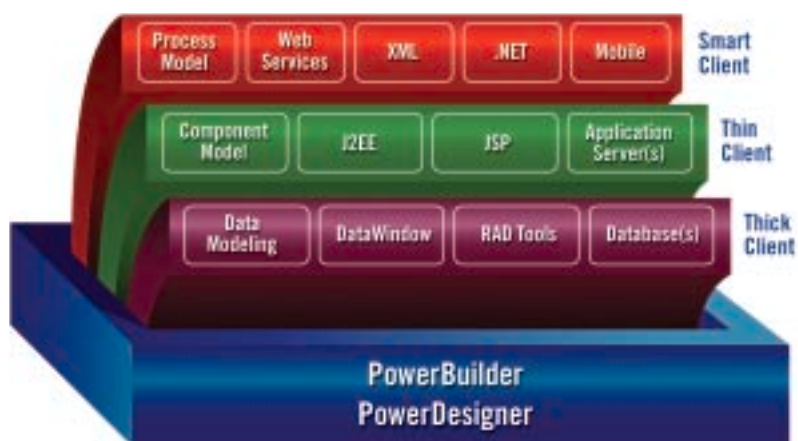 Process
Model
Web
Services
XML
.NET
Mobile
Smart
Client
Component
Model
J2EE
JSP
Application
Server(s)
Thin
Client
Data
Modeling
DataWindow
RAD Tools
Database(s)
Thick
Client
PowerBuilder
PowerDesigner